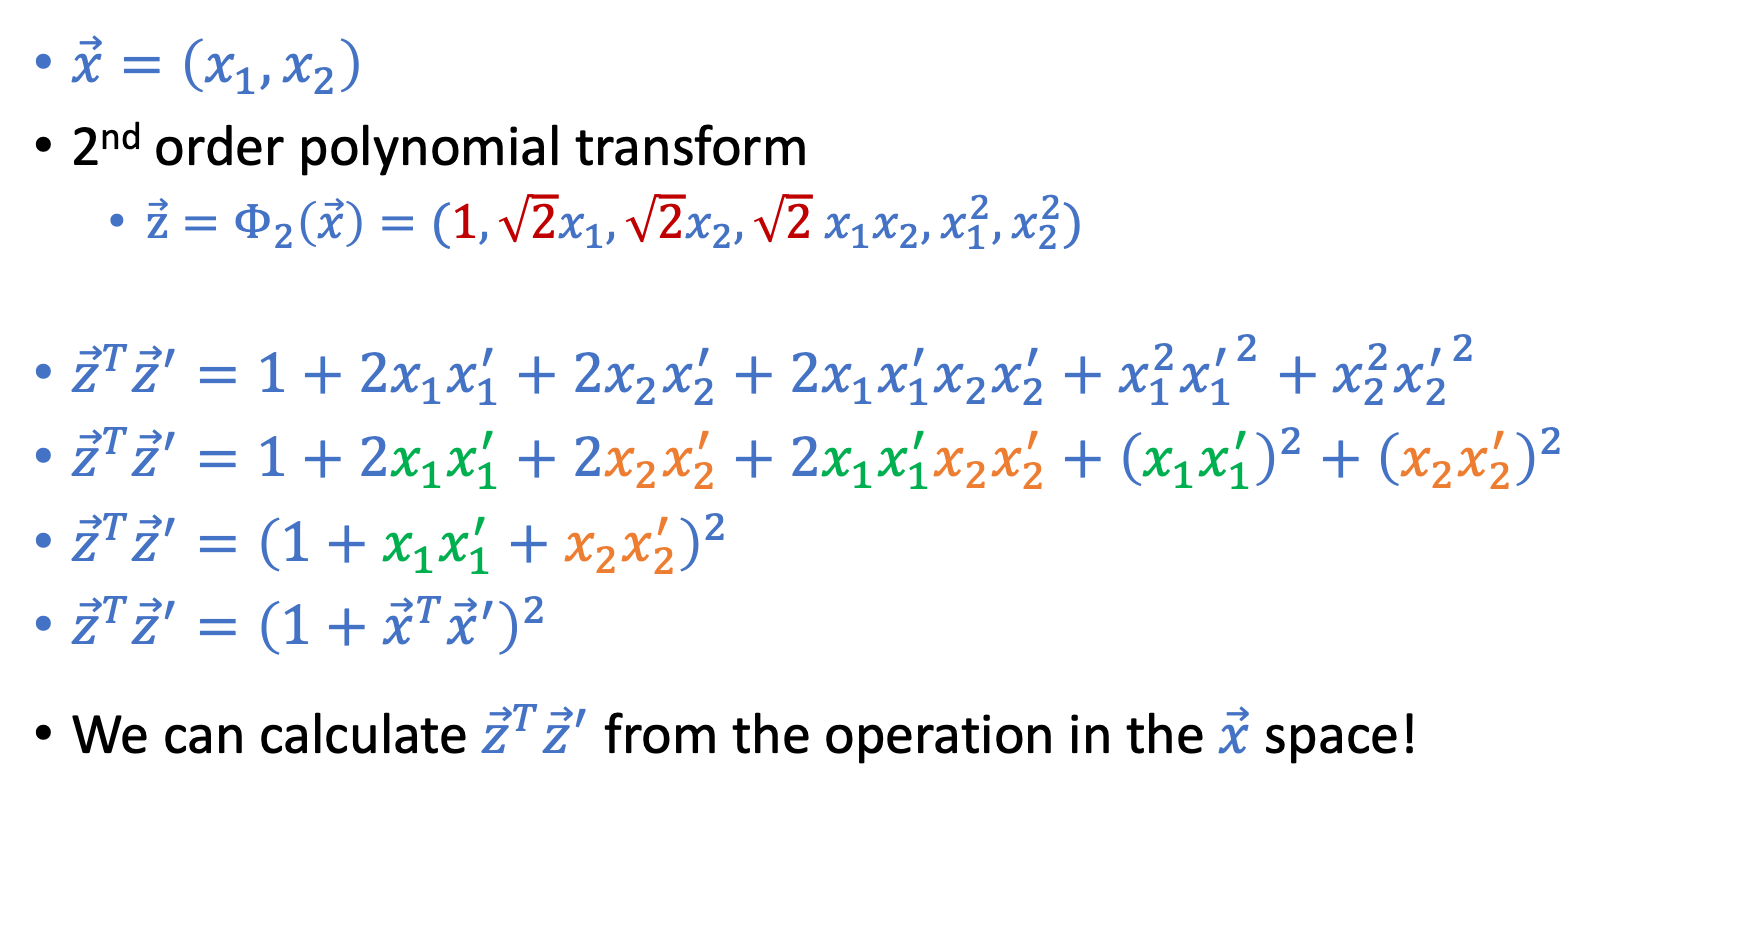 • x⃗ = (x₁, x₂)
• 2ⁿᵈ order polynomial transform
• z⃗ = Φ₂(x⃗) = (1, √2x₁, √2x₂, √2 x₁x₂, x₁², x₂²)
• z⃗ᵀz⃗′ = 1 + 2x₁x₁′ + 2x₂x₂′ + 2x₁x₁′x₂x₂′ + x₁²x₁′² + x₂²x₂′²
• z⃗ᵀz⃗′ = 1 + 2x₁x₁′ + 2x₂x₂′ + 2x₁x₁′x₂x₂′ + (x₁x₁′)² + (x₂x₂′)²
• z⃗ᵀz⃗′ = (1 + x₁x₁′ + x₂x₂′)²
• z⃗ᵀz⃗′ = (1 + x⃗ᵀx⃗′)²
• We can calculate z⃗ᵀz⃗′ from the operation in the x⃗ space!